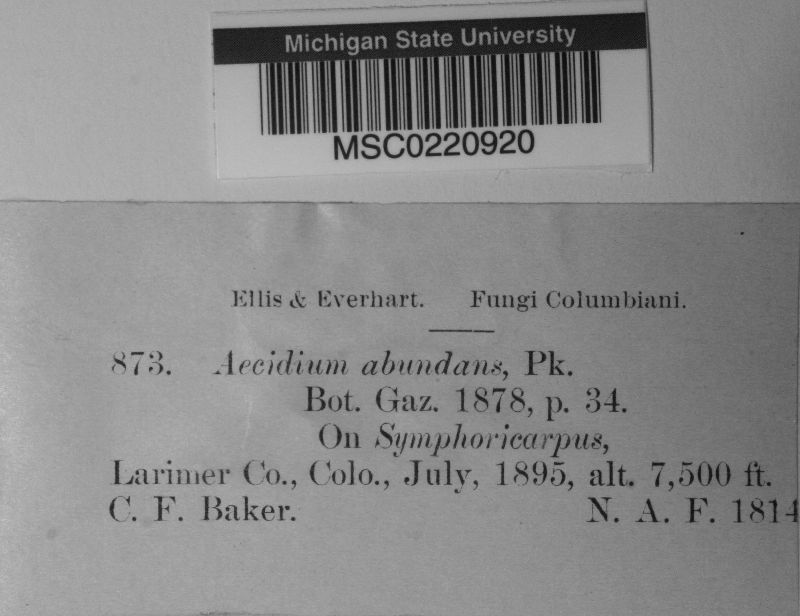 Michigan State University
MSC0220920
Ellis & Everhart. Fungi Columbiani.
873. Aecidium abundans, Pk.
Bot. Gaz. 1878, p. 34.
On Symphoricarpus,
Larimer Co., Colo., July, 1895, alt. 7,500 ft.
C. F. Baker. N. A. F. 1814